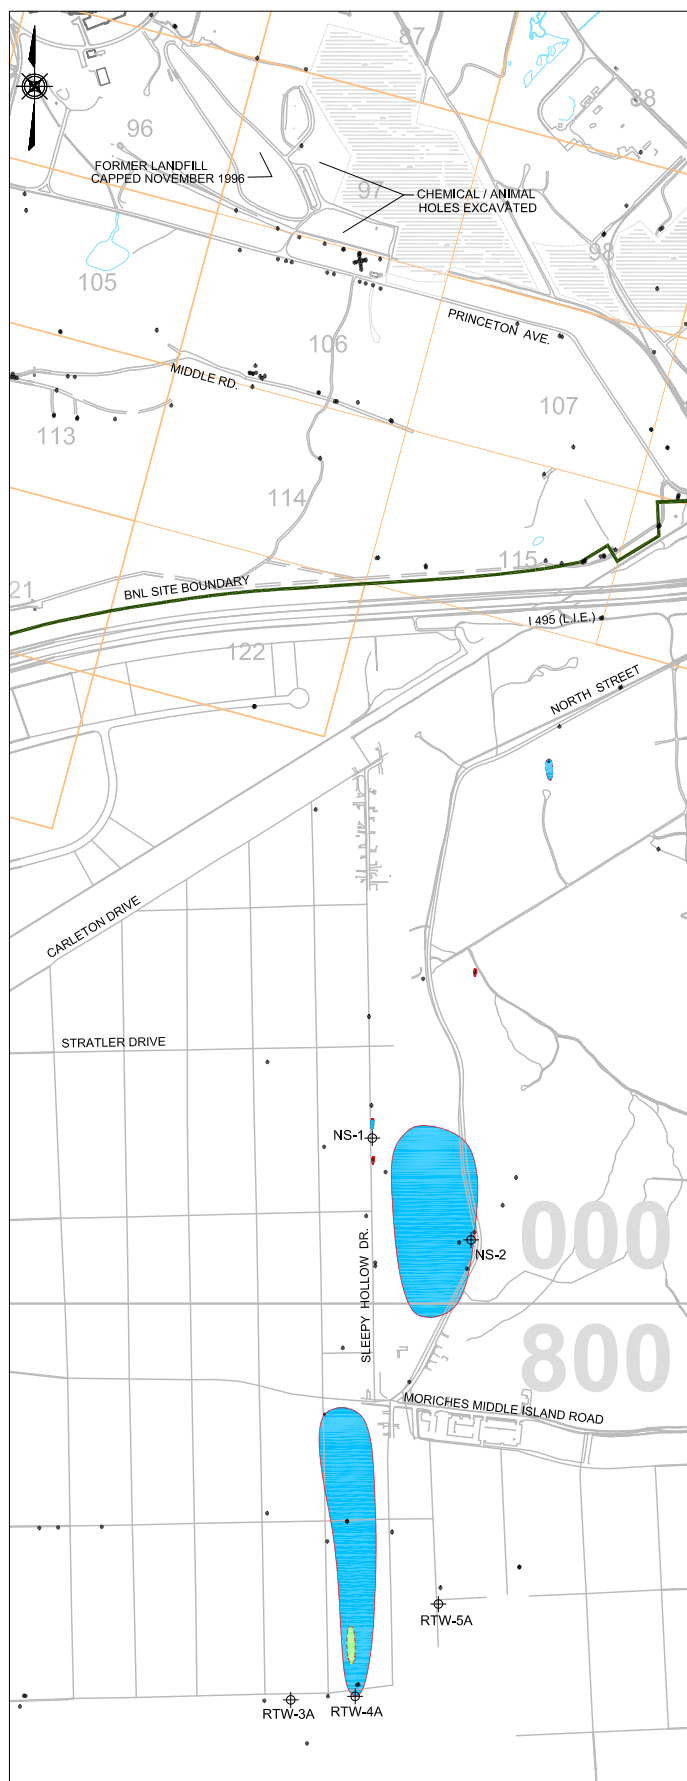 87
88
96
FORMER LANDFILL
CAPPED NOVEMBER 1996
97
CHEMICAL / ANIMAL
HOLES EXCAVATED
98
105
PRINCETON AVE.
106
MIDDLE RD.
107
113
114
115
BNL SITE BOUNDARY
21
I 495 (L.I.E.)
122
NORTH STREET
CARLETON DRIVE
STRATLER DRIVE
NS-1
000
SLEEPY HOLLOW DR.
NS-2
800
MORICHES MIDDLE ISLAND ROAD
RTW-5A
RTW-3A
RTW-4A